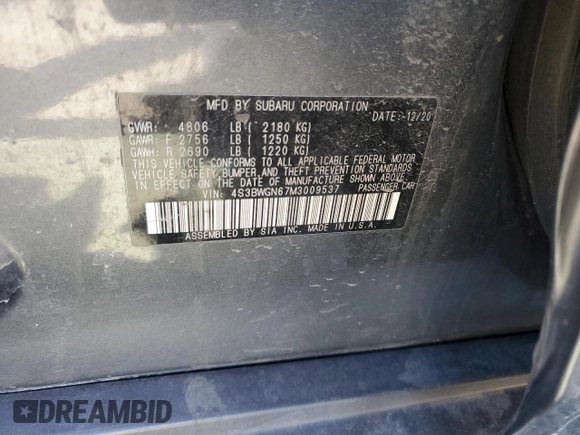 MFD BY SUBARU CORPORATION
DATE: 12/20
GVWR: 4806 LB ( 2180 KG)
GAWR: F 2756 LB ( 1250 KG)
GAWR: R 2690 LB ( 1220 KG)
THIS VEHICLE CONFORMS TO ALL APPLICABLE FEDERAL MOTOR
VEHICLE SAFETY, BUMPER, AND THEFT PREVENTION STANDARDS
IN EFFECT ON THE DATE OF MANUFACTURE SHOWN ABOVE.
VIN: 4S3BWGN67M3009537 PASSENGER CAR
ASSEMBLED BY SIA INC. MADE IN U.S.A.
DREAMBID